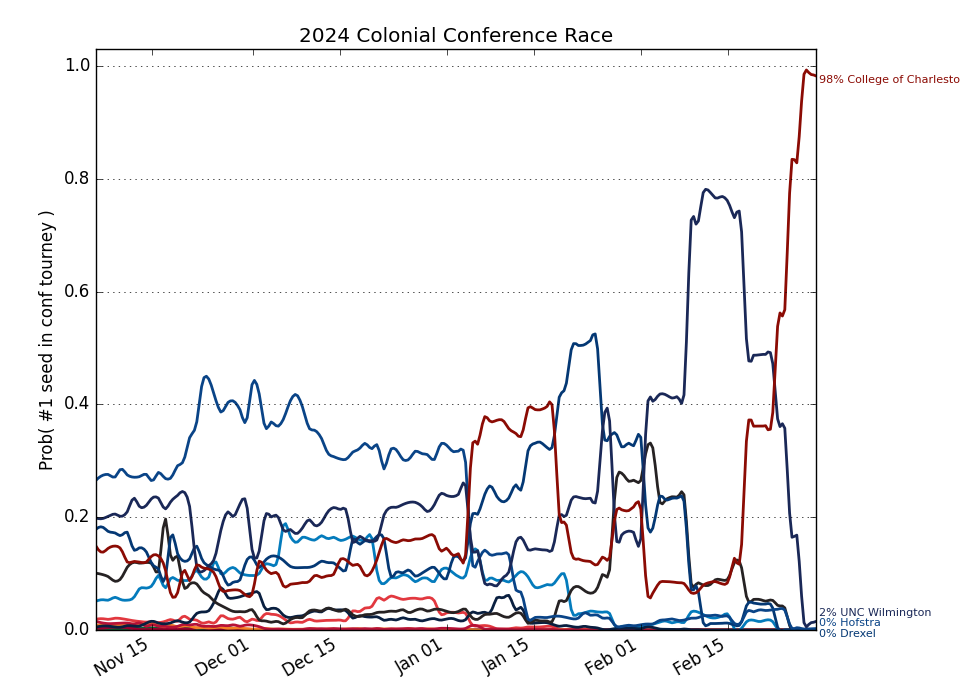 2024 Colonial Conference Race
Prob( #1 seed in conf tourney )
1.0
0.8
0.6
0.4
0.2
0.0
Nov 15
Dec 01
Dec 15
Jan 01
Jan 15
Feb 01
Feb 15
98% College of Charlesto
2% UNC Wilmington
0% Hofstra
0% Drexel